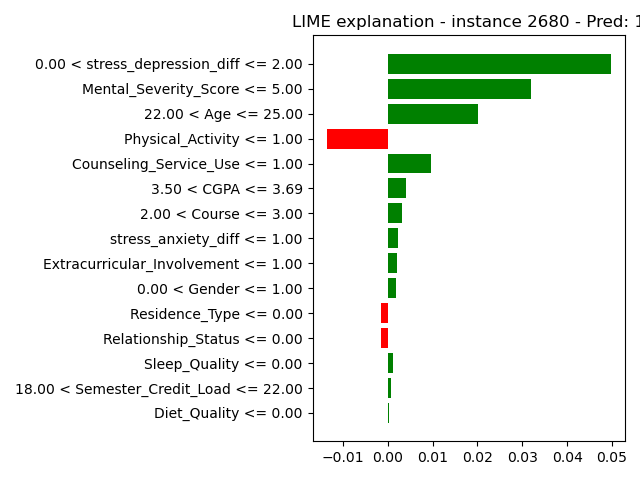 LIME explanation - instance 2680 - Pred: 1
0.00 < stress_depression_diff <= 2.00
Mental_Severity_Score <= 5.00
22.00 < Age <= 25.00
Physical_Activity <= 1.00
Counseling_Service_Use <= 1.00
3.50 < CGPA <= 3.69
2.00 < Course <= 3.00
stress_anxiety_diff <= 1.00
Extracurricular_Involvement <= 1.00
0.00 < Gender <= 1.00
Residence_Type <= 0.00
Relationship_Status <= 0.00
Sleep_Quality <= 0.00
18.00 < Semester_Credit_Load <= 22.00
Diet_Quality <= 0.00
−0.01 0.00 0.01 0.02 0.03 0.04 0.05